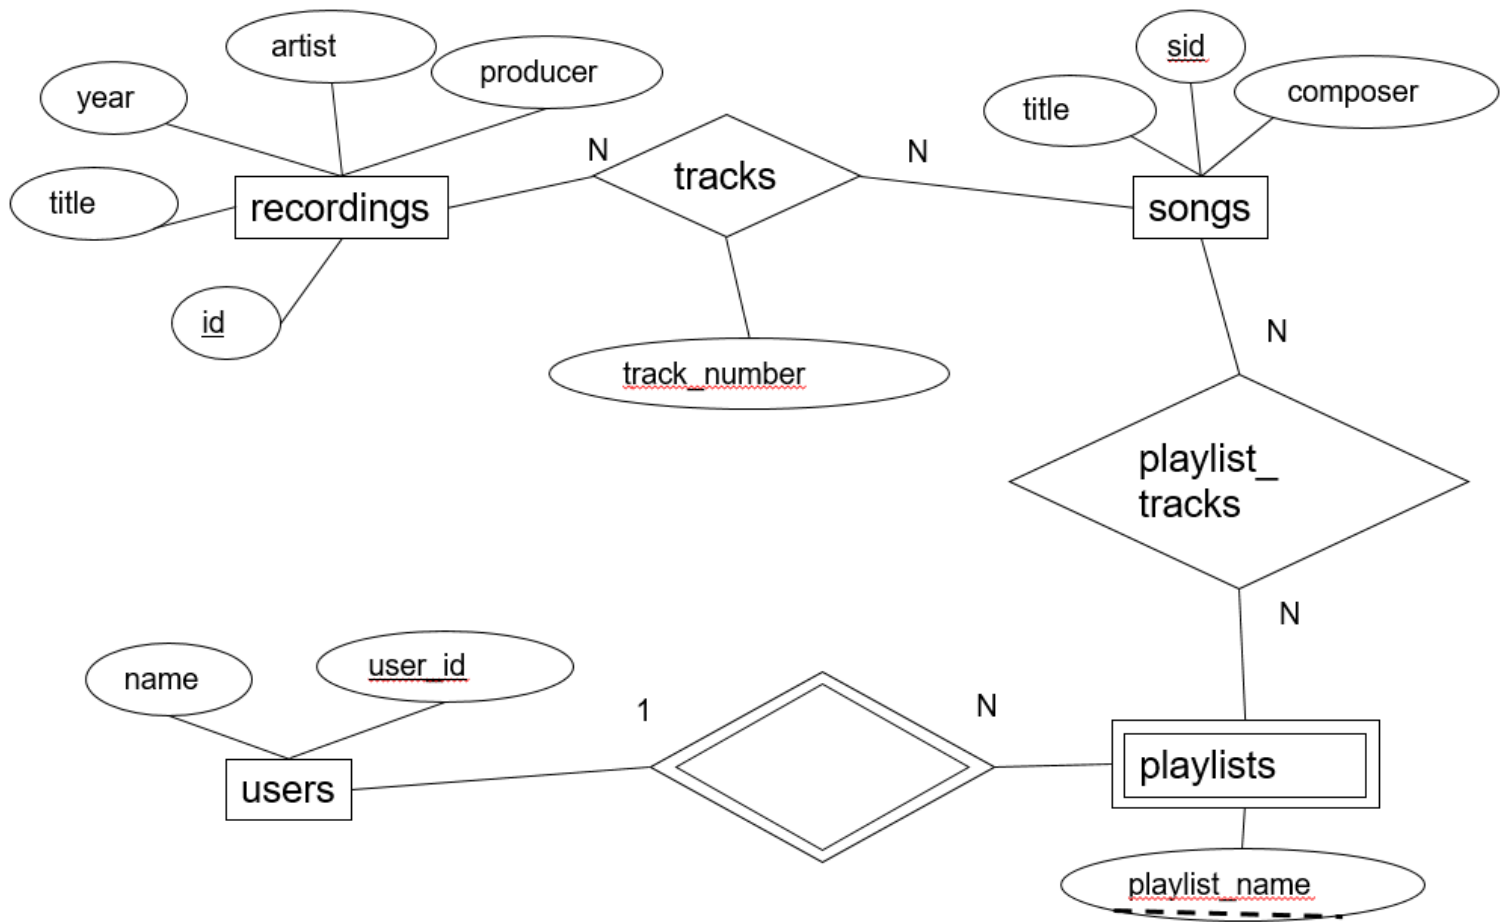 artist
sid
producer
composer
year
title
N
N
tracks
title
recordings
songs
id
N
track_number
playlist_
tracks
N
name
user_id
1
N
users
playlists
playlist_name